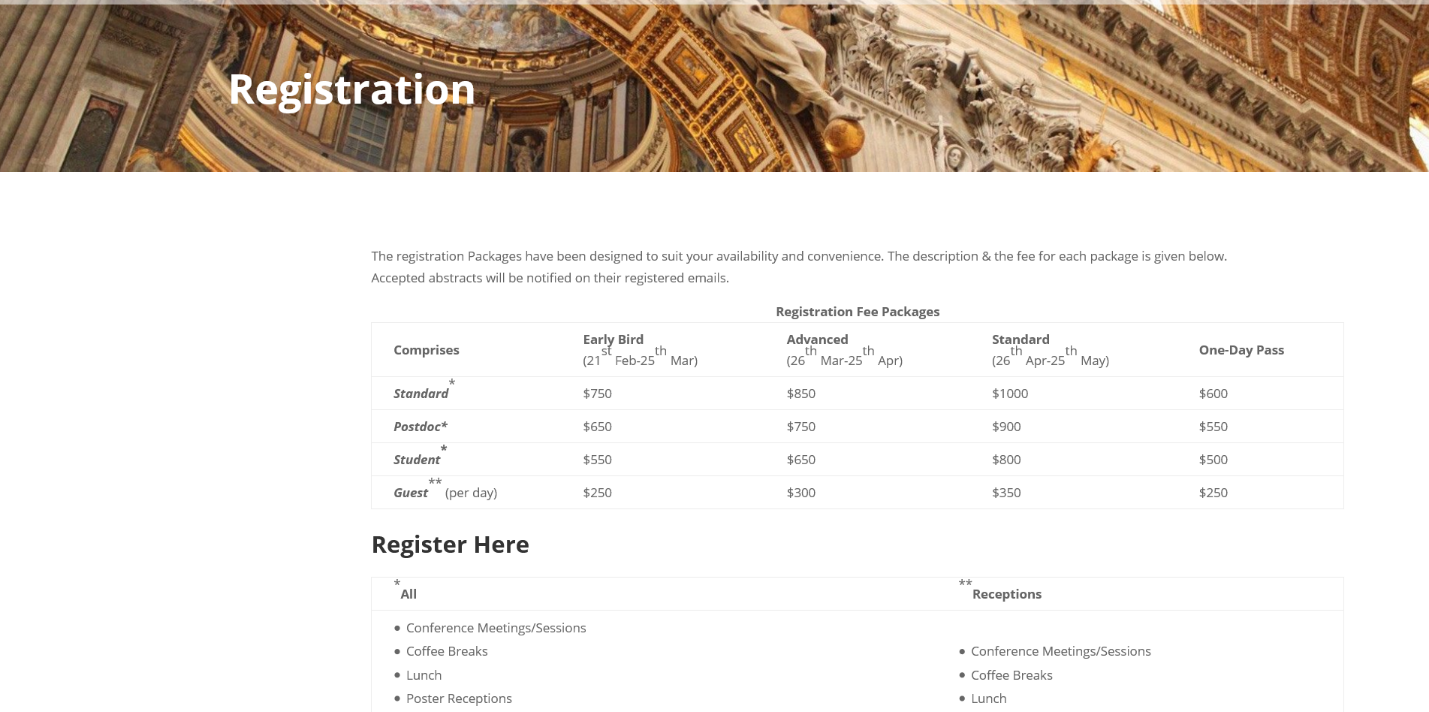 RE
NON DE
Registration
The registration Packages have been designed to suit your availability and convenience. The description & the fee for each package is given below.
Accepted abstracts will be notified on their registered emails.
Registration Fee Packages
Comprises Early Bird (21st Feb-25th Mar) Advanced (26th Mar-25th Apr) Standard (26th Apr-25th May) One-Day Pass
Standard* $750 $850 $1000 $600
Postdoc* $650 $750 $900 $550
Student* $550 $650 $800 $500
Guest** (per day) $250 $300 $350 $250
Register Here
*All **Receptions
● Conference Meetings/Sessions
● Coffee Breaks ● Conference Meetings/Sessions
● Lunch ● Coffee Breaks
● Poster Receptions ● Lunch